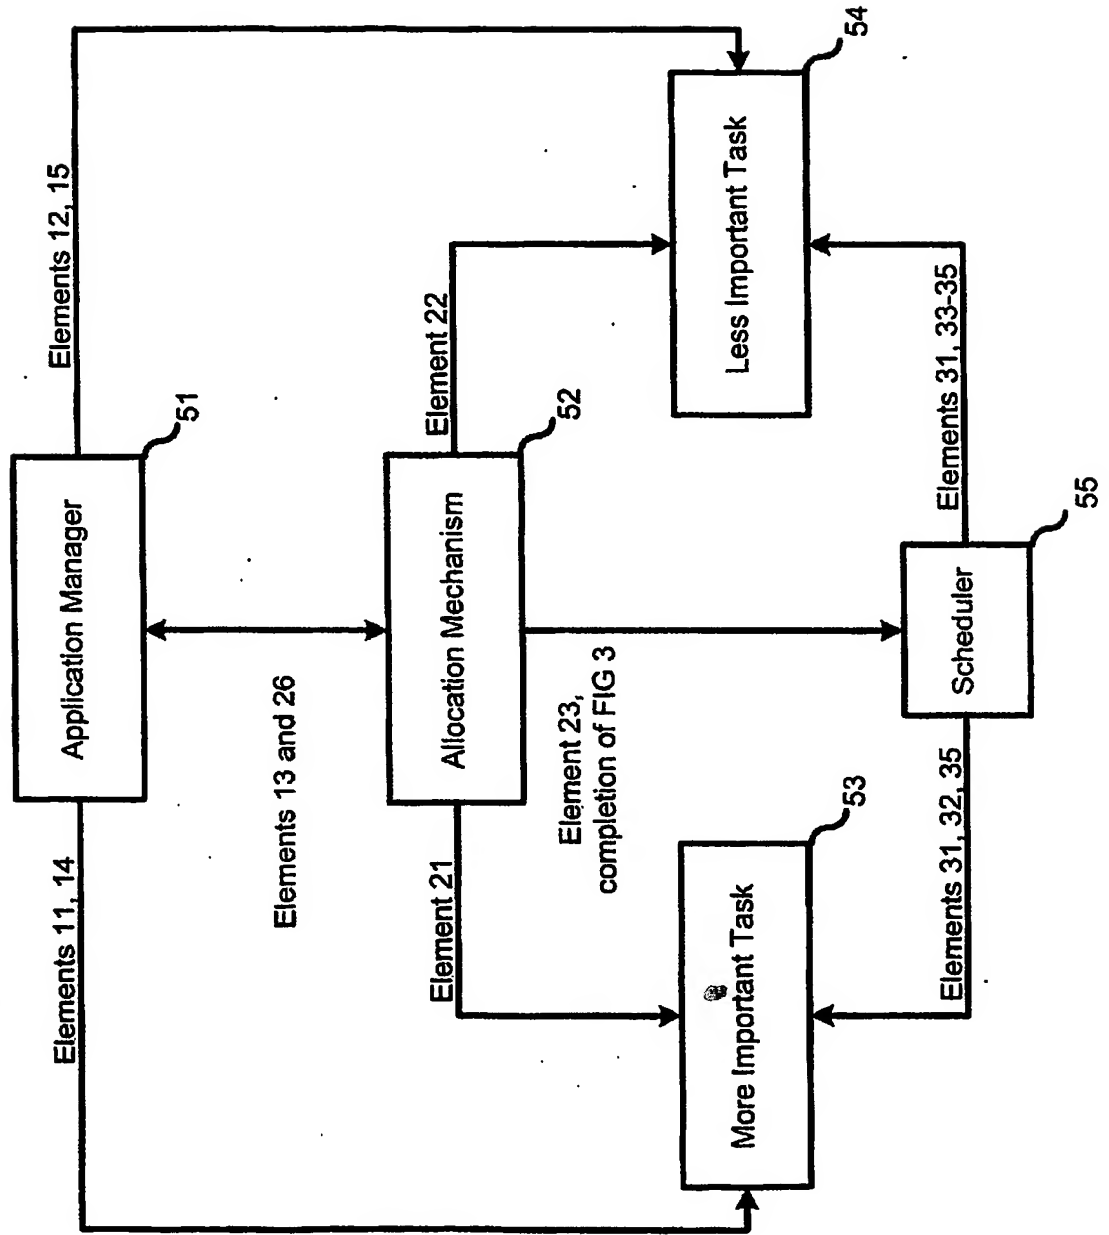 Elements 11, 14
Elements 12, 15
Application Manager
51
Elements 13 and 26
Element 21
Allocation Mechanism
Element 22
52
Element 23,
completion of FIG 3
More Important Task
53
Less Important Task
54
Elements 31, 32, 35
Scheduler
Elements 31, 33-35
55